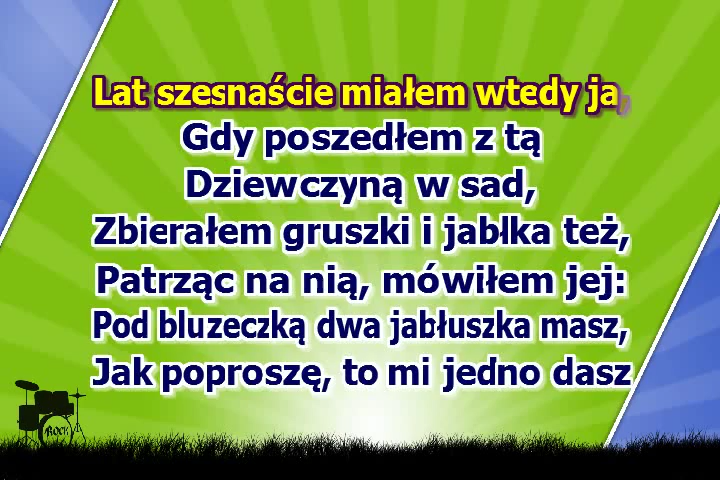 Lat szesnaście miałem wtedy ja,
Gdy poszedłem z tą
Dziewczyną w sad,
Zbierałem gruszki i jabłka też,
Patrząc na nią, mówiłem jej:
Pod bluzeczką dwa jabłuszka masz,
Jak poproszę, to mi jedno dasz
ROCK